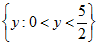 {y : 0 < y < 5/2}